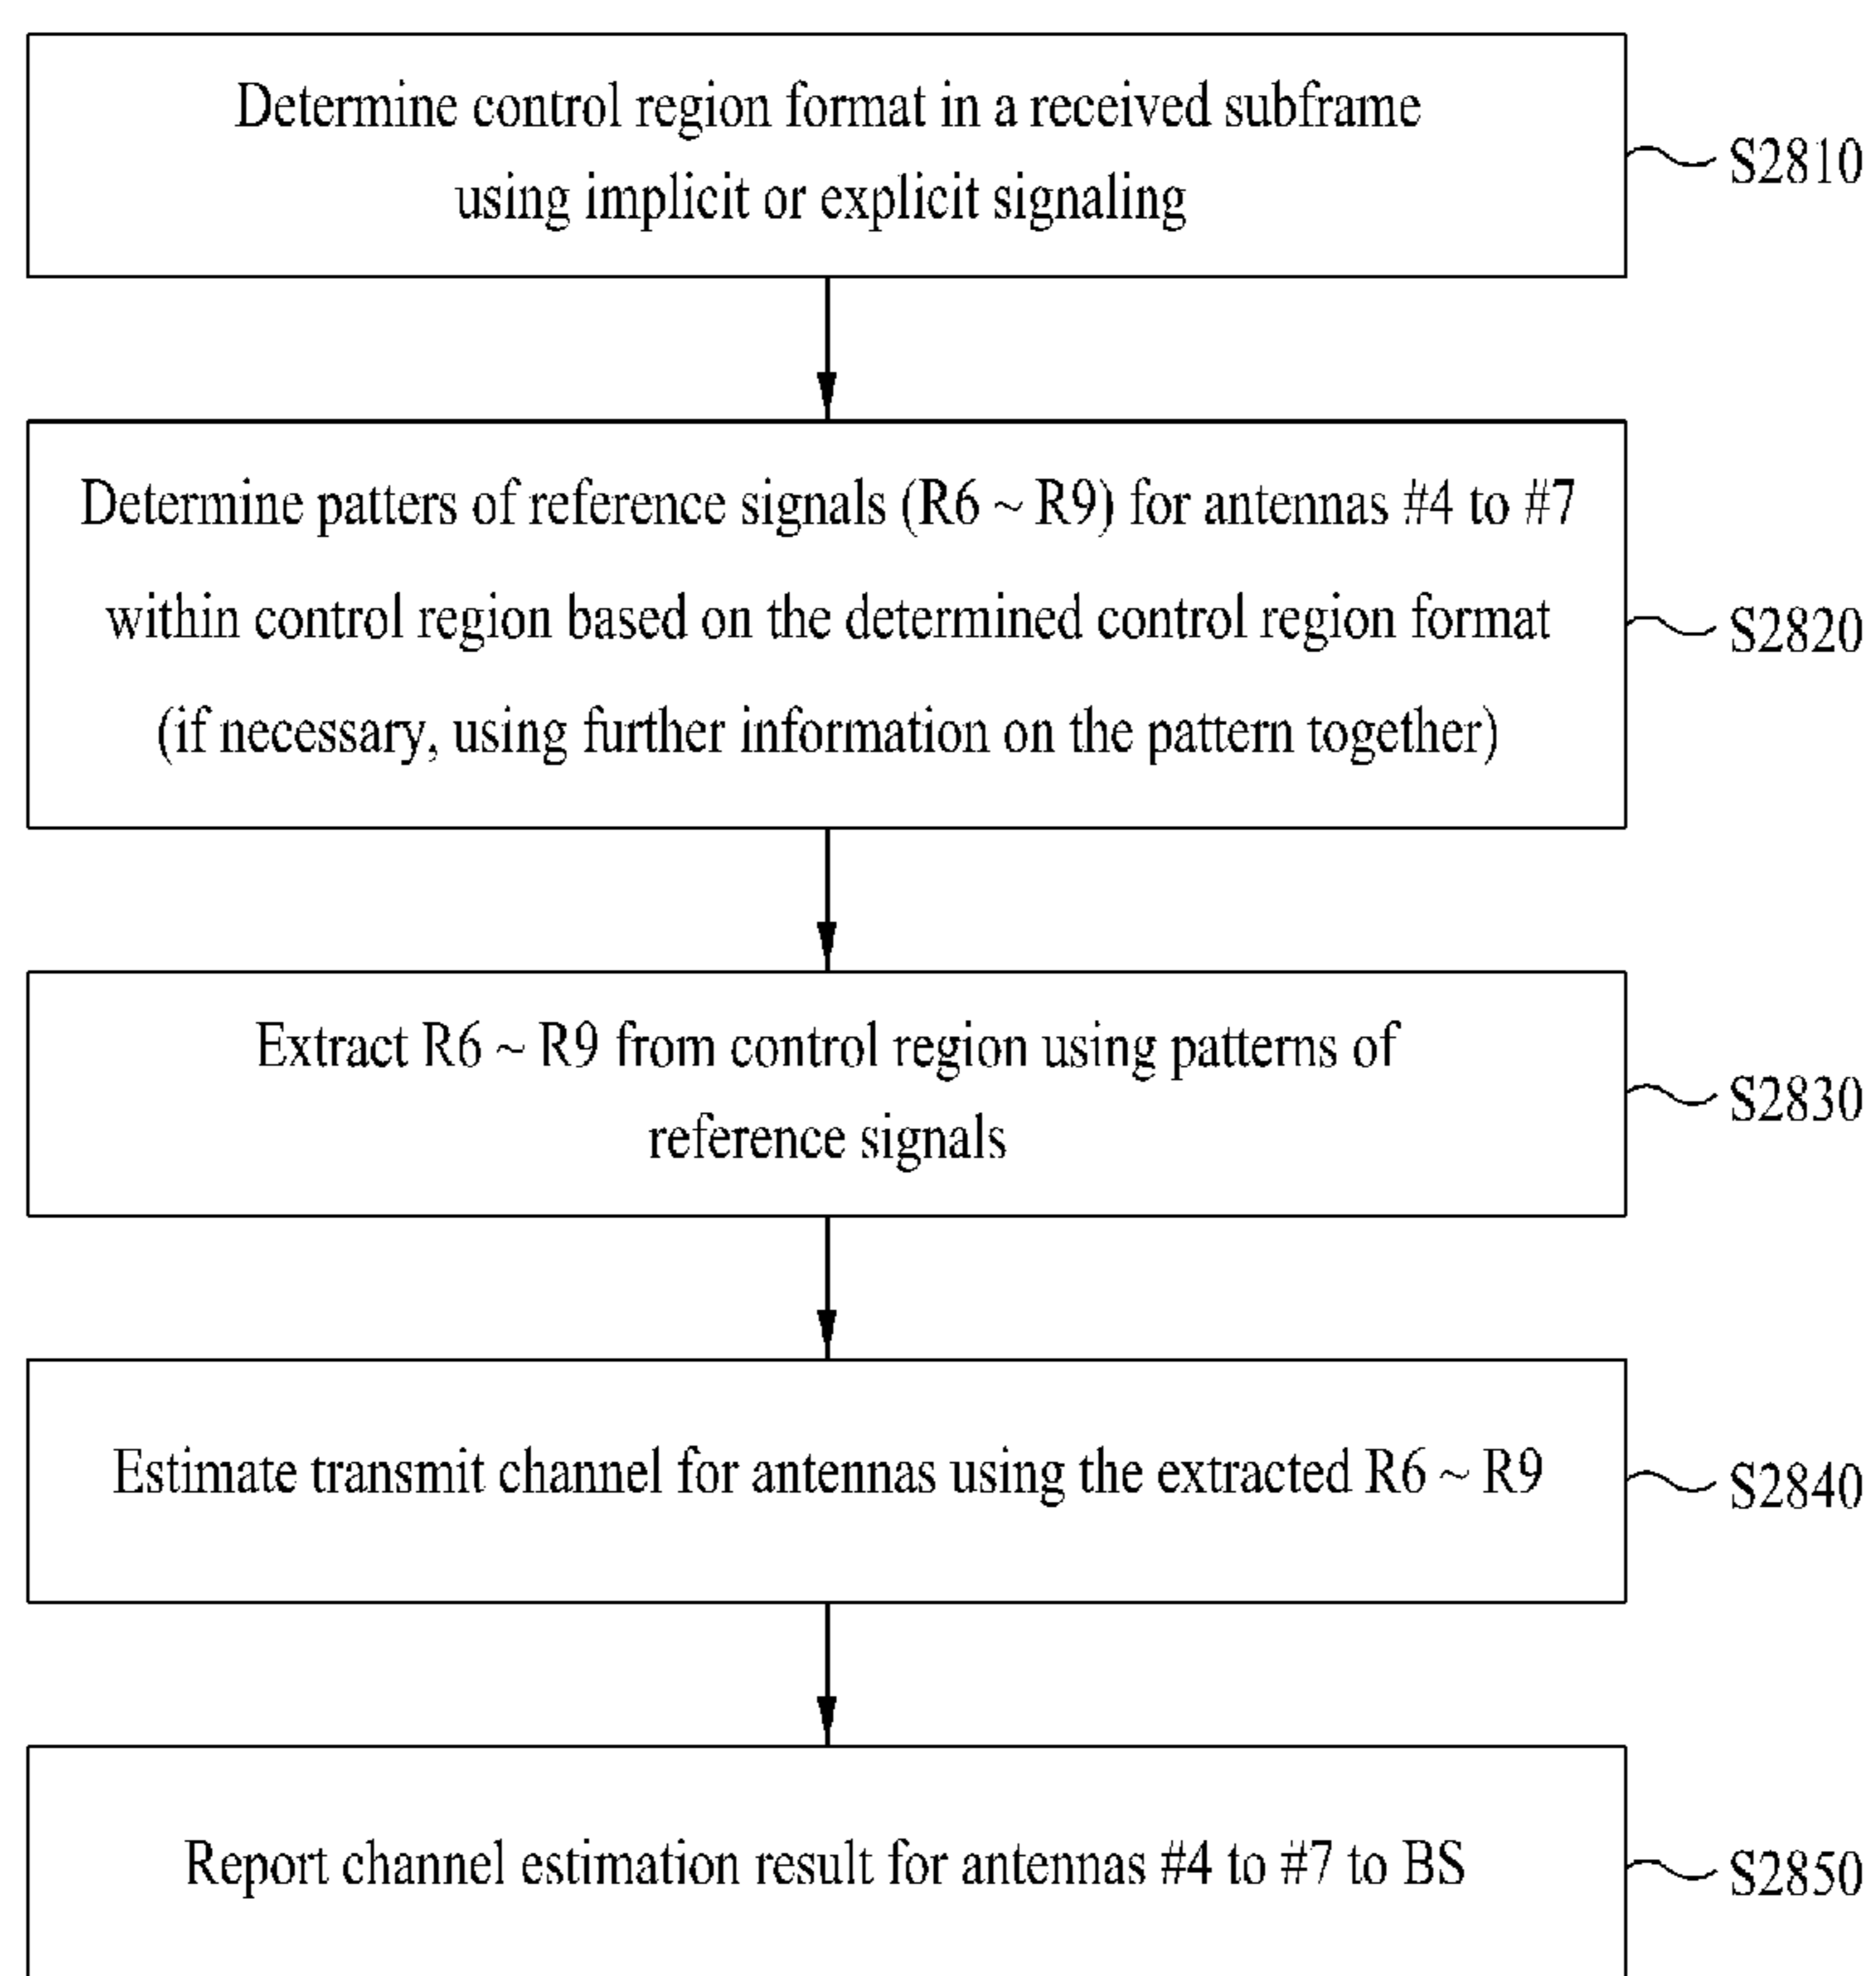 Determine control region format in a received subframe
using implicit or explicit signaling
S2810
Determine patters of reference signals (R6 ~ R9) for antennas #4 to #7
within control region based on the determined control region format
(if necessary, using further information on the pattern together)
S2820
Extract R6 ~ R9 from control region using patterns of
reference signals
S2830
Estimate transmit channel for antennas using the extracted R6 ~ R9
S2840
Report channel estimation result for antennas #4 to #7 to BS
S2850